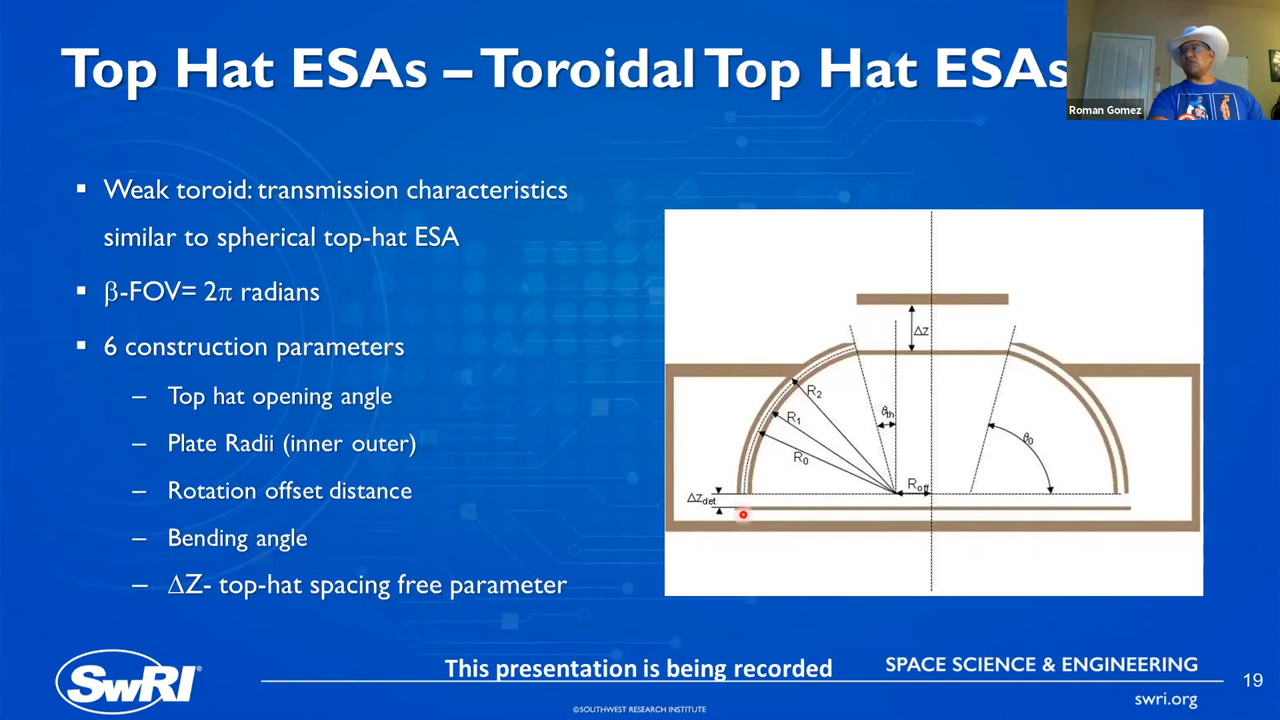 Top Hat ESAs – Toroidal Top Hat ESAs
Roman Gomez
▪ Weak toroid: transmission characteristics
similar to spherical top-hat ESA
▪ β-FOV= 2π radians
▪ 6 construction parameters
– Top hat opening angle
– Plate Radii (inner outer)
– Rotation offset distance
– Bending angle
– ΔZ- top-hat spacing free parameter
ΔZ
R₂
θth
R₁
θ₀
R₀
Roff
ΔZdet
SwRI®
This presentation is being recorded
SPACE SCIENCE & ENGINEERING
19
swri.org
©SOUTHWEST RESEARCH INSTITUTE